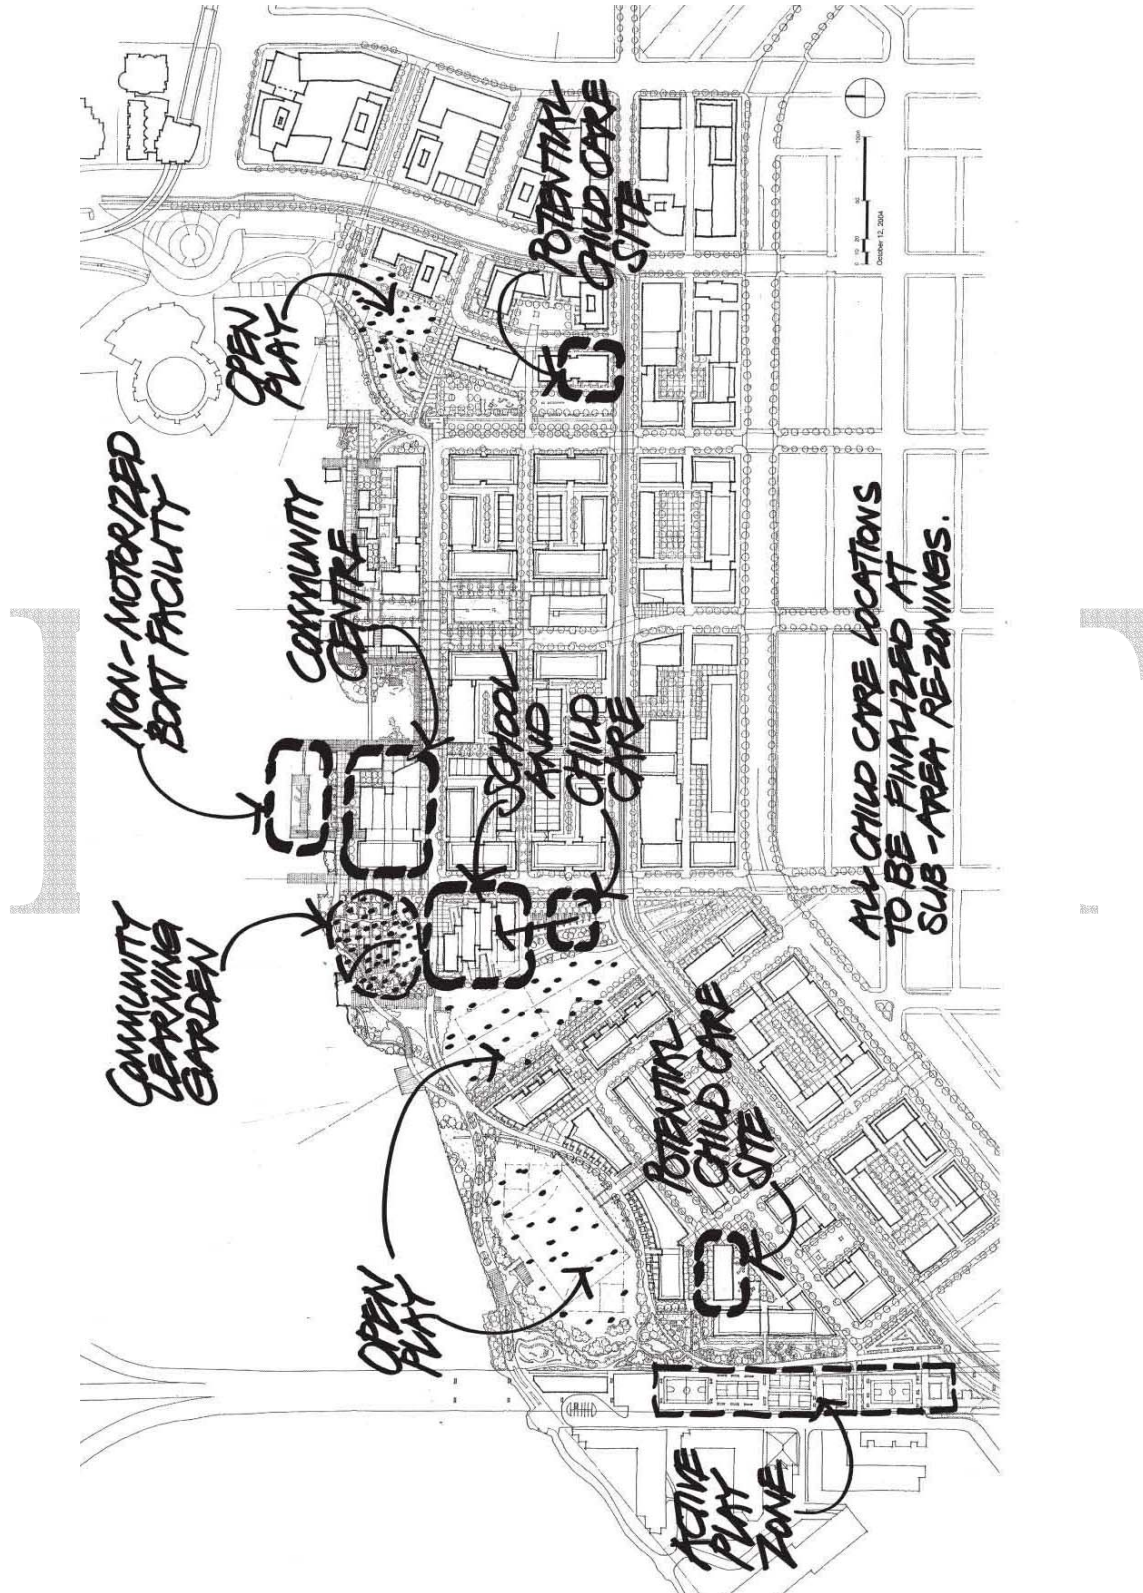 POTENTIAL
CHILD CARE
SITE
OPEN
PLAY
October 12, 2004
NON-MOTORIZED
BOAT FACILITY
COMMUNITY
CENTRE
SCHOOL
AND
CHILD
CARE
ALL CHILD CARE LOCATIONS
TO BE FINALIZED AT
SUB-AREA REZONINGS.
COMMUNITY
LEARNING
GARDEN
POTENTIAL
CHILD CARE
SITE
OPEN
PLAY
ACTIVE
PLAY
ZONE